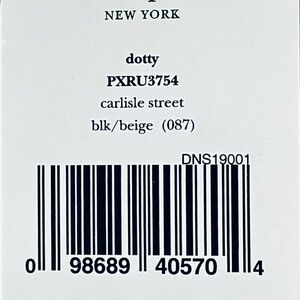 NEW YORK
dotty
PXRU3754
carlisle street
blk/beige (087)
DNS19001
0 98689 40570 4